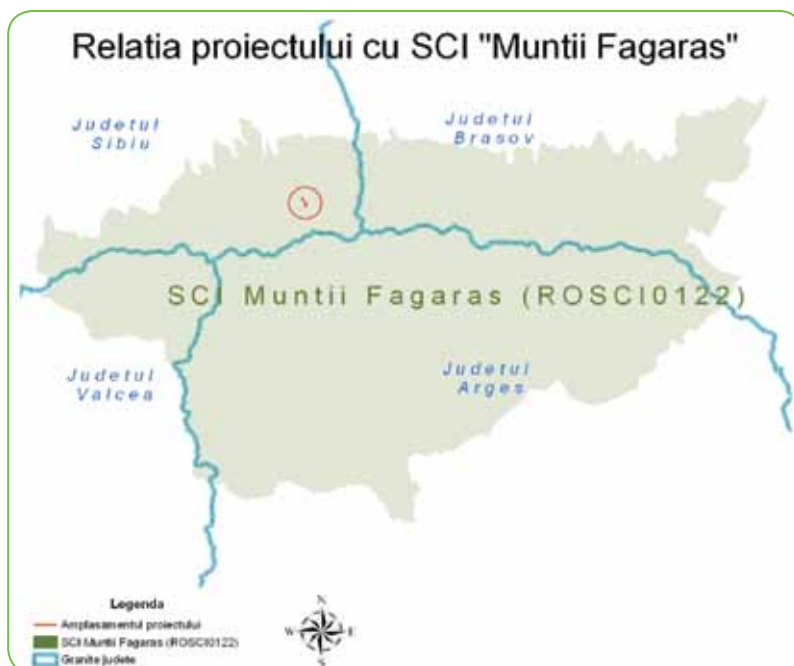 Relatia proiectului cu SCI "Muntii Fagaras"
Judetul
Sibiu
Judetul
Brasov
SCI Muntii Fagaras (ROSCI0122)
Judetul
Valcea
Judetul
Arges
Legenda
Amplasamentul proiectului
SCI Muntii Fagaras (ROSCI0122)
Granite judete
N
W
E
S